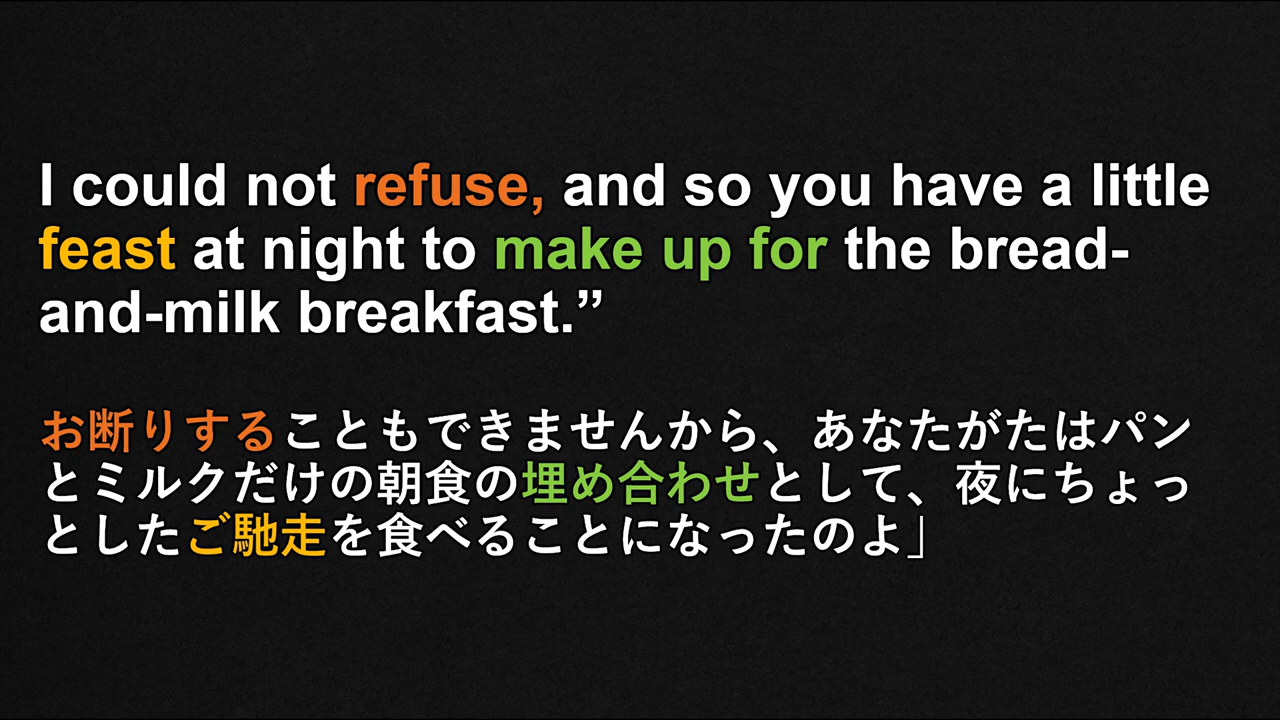 I could not refuse, and so you have a little
feast at night to make up for the bread-
and-milk breakfast.”
お断りすることもできませんから、あなたがたはパン
とミルクだけの朝食の埋め合わせとして、夜にちょっ
としたご馳走を食べることになったのよ」